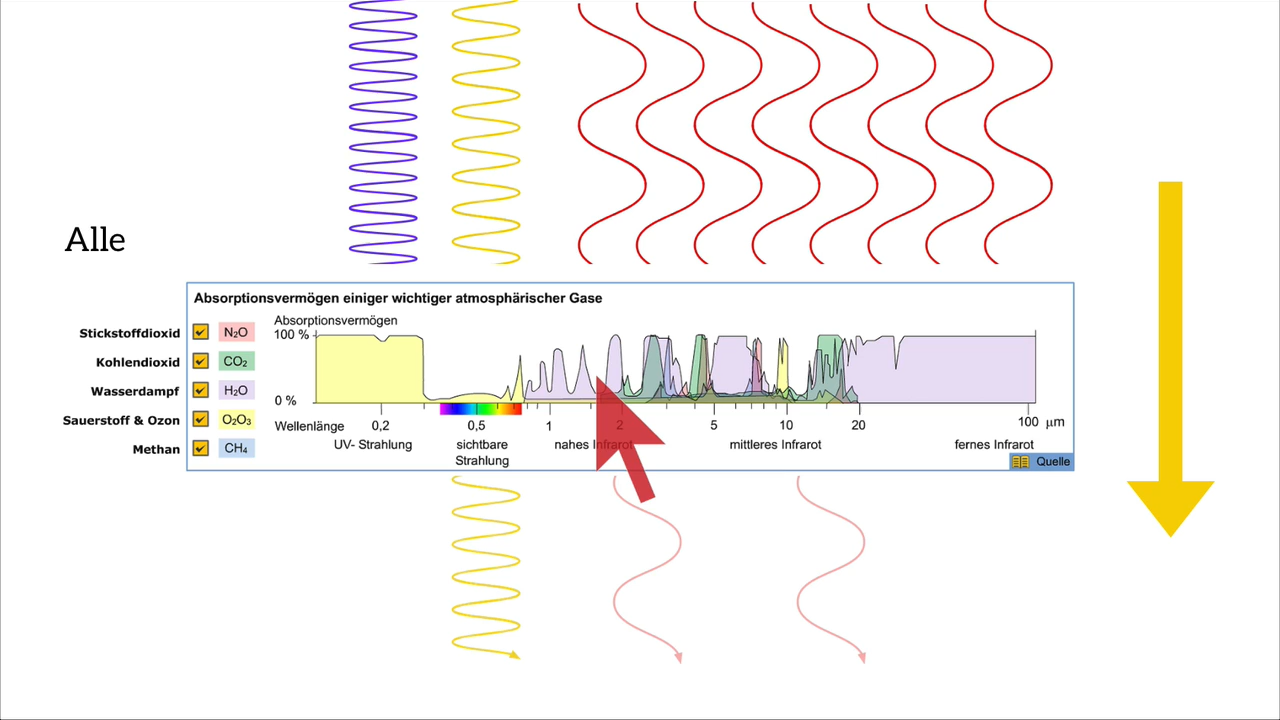 Alle
Absorptionsvermögen einiger wichtiger atmosphärischer Gase
Absorptionsvermögen
100 %
Stickstoffdioxid N₂O
Kohlendioxid CO₂
Wasserdampf H₂O
0 %
Sauerstoff & Ozon O₂O₃
Wellenlänge 0,2 0,5 1 2 5 10 20 100 µm
UV- Strahlung sichtbare Strahlung nahes Infrarot mittleres Infrarot fernes Infrarot
Methan CH₄
Quelle